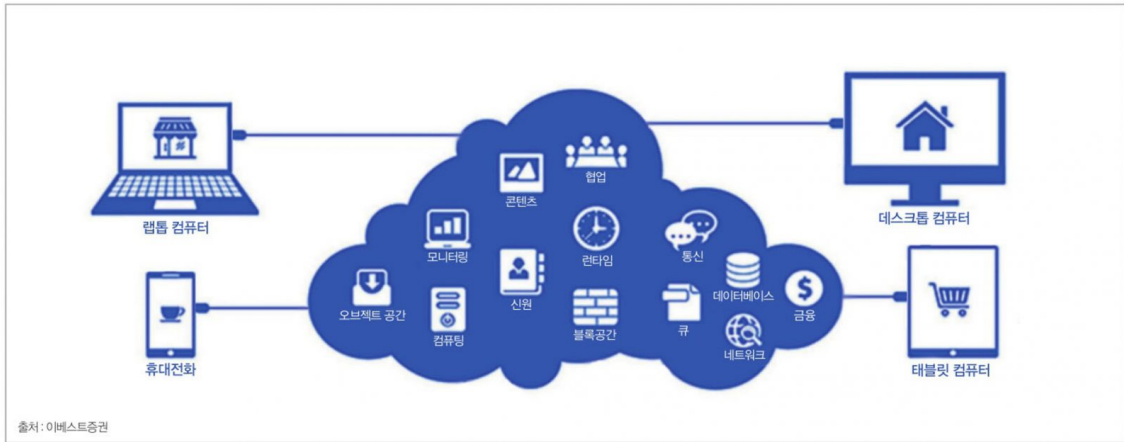 협업
콘텐츠
랩톱 컴퓨터
데스크톱 컴퓨터
모니터링
런타임
통신
신원
데이터베이스
오브젝트 공간
금융
컴퓨팅
블록공간
큐
네트워크
휴대전화
태블릿 컴퓨터
출처 : 이베스트증권